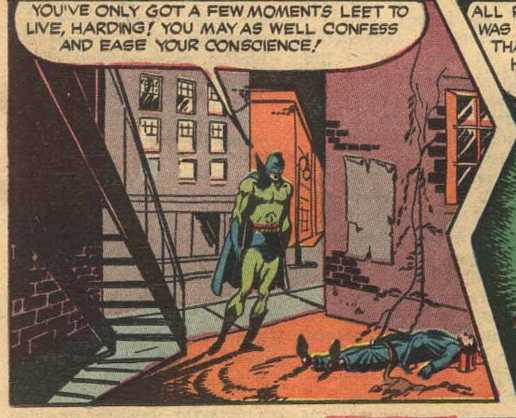 YOU'VE ONLY GOT A FEW MOMENTS LEET TO
LIVE, HARDING! YOU MAY AS WELL CONFESS
AND EASE YOUR CONSCIENCE!
ALL
WAS